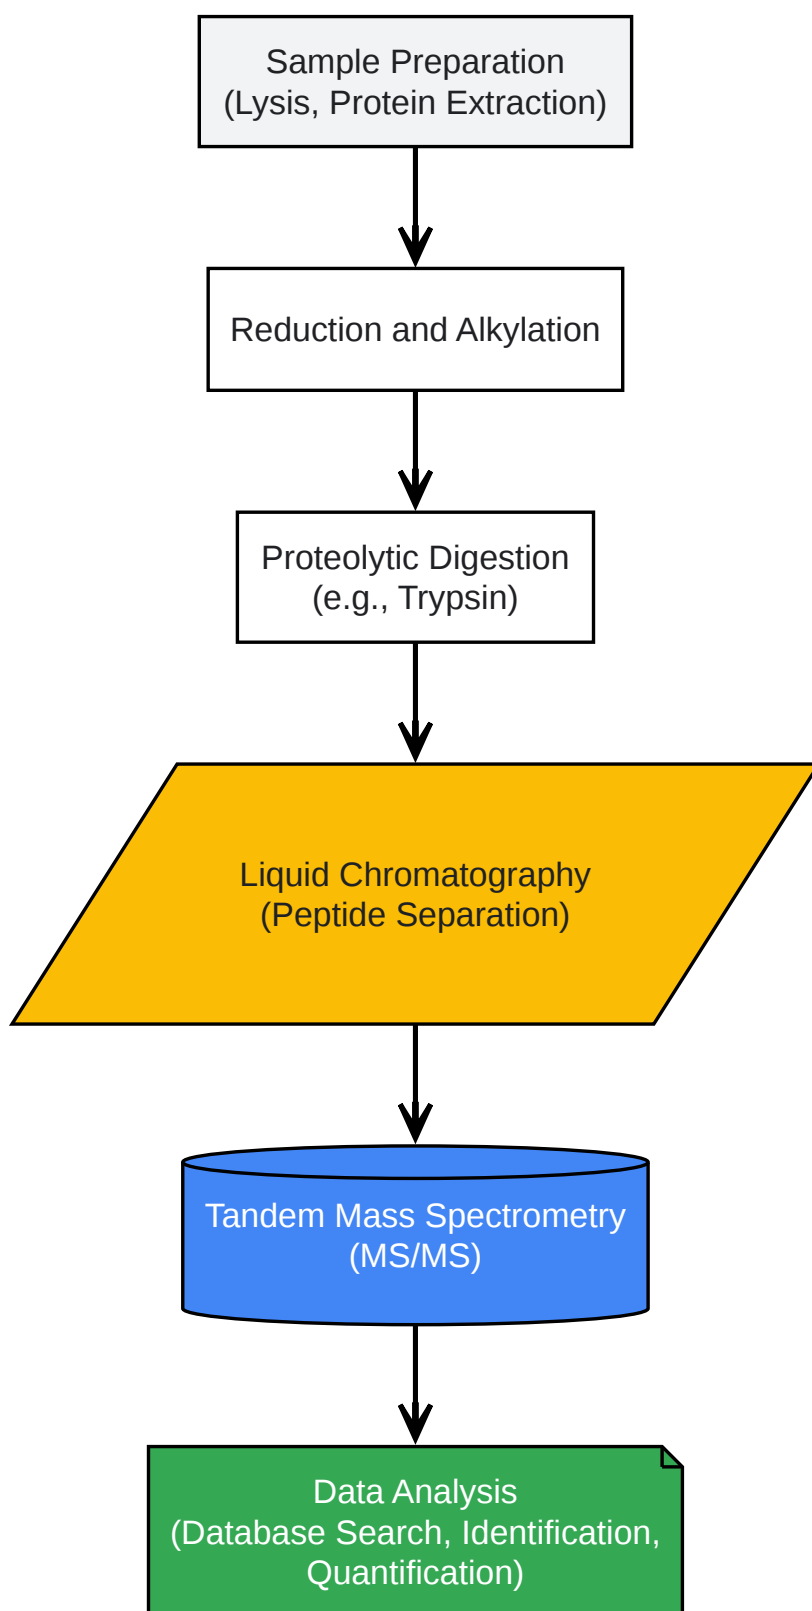 Sample Preparation
(Lysis, Protein Extraction)
Reduction and Alkylation
Proteolytic Digestion
(e.g., Trypsin)
Liquid Chromatography
(Peptide Separation)
Tandem Mass Spectrometry
(MS/MS)
Data Analysis
(Database Search, Identification,
Quantification)